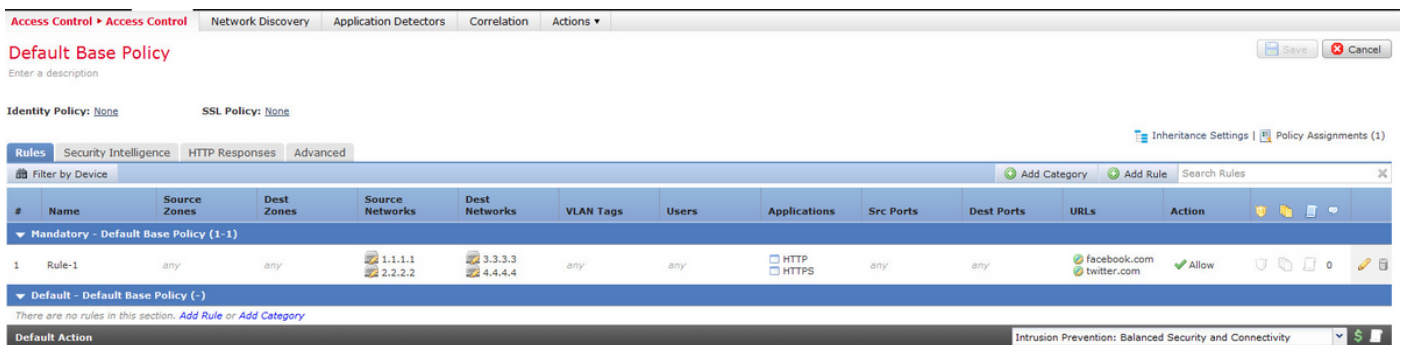 Access Control ▸ Access Control Network Discovery Application Detectors Correlation Actions ▾
Default Base Policy
Save Cancel
Enter a description
Identity Policy: None SSL Policy: None
Inheritance Settings | Policy Assignments (1)
Rules Security Intelligence HTTP Responses Advanced
Filter by Device Add Category Add Rule Search Rules
# Name Source Zones Dest Zones Source Networks Dest Networks VLAN Tags Users Applications Src Ports Dest Ports URLs Action
Mandatory - Default Base Policy (1-1)
1 Rule-1 any any 1.1.1.1 3.3.3.3 any any HTTP any any facebook.com Allow 0
2.2.2.2 4.4.4.4 HTTPS twitter.com
Default - Default Base Policy (-)
There are no rules in this section. Add Rule or Add Category
Default Action Intrusion Prevention: Balanced Security and Connectivity $